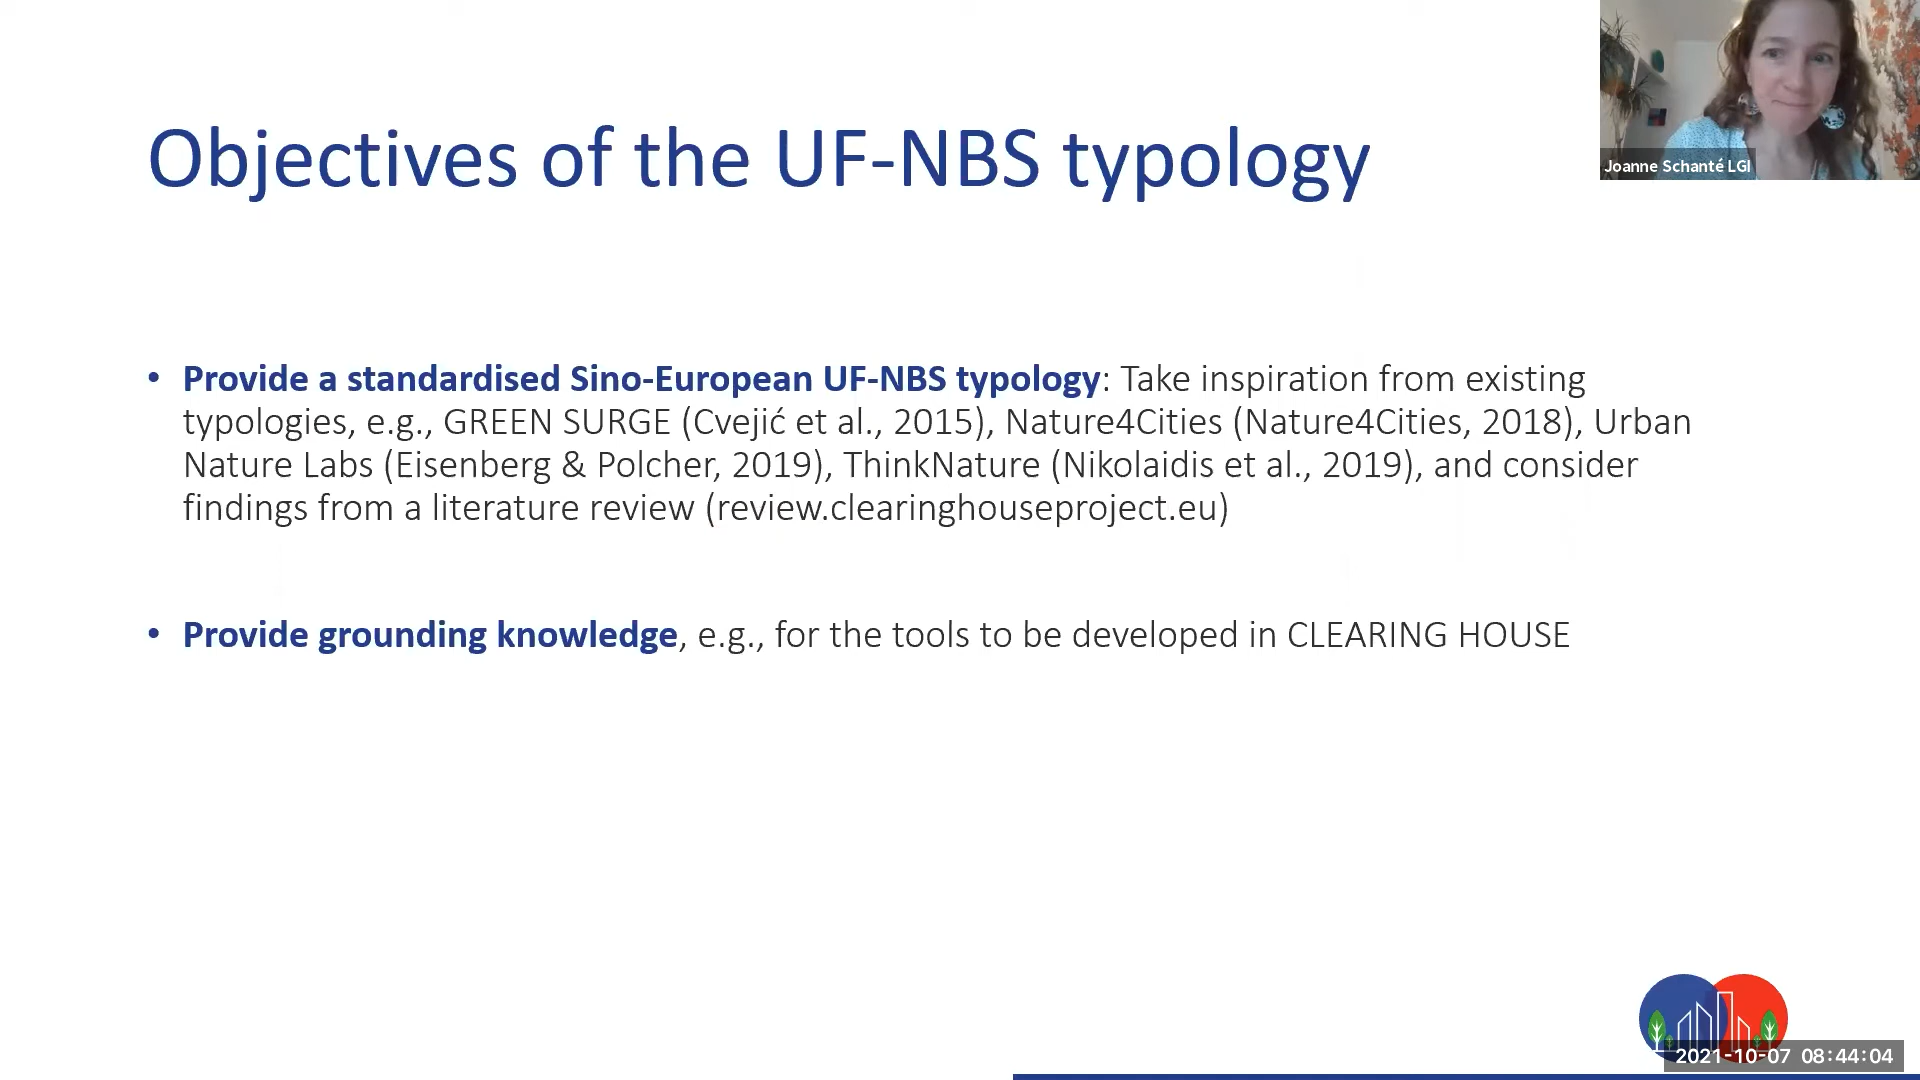 Objectives of the UF-NBS typology
Joanne Schanté LGI
• Provide a standardised Sino-European UF-NBS typology: Take inspiration from existing
typologies, e.g., GREEN SURGE (Cvejić et al., 2015), Nature4Cities (Nature4Cities, 2018), Urban
Nature Labs (Eisenberg & Polcher, 2019), ThinkNature (Nikolaidis et al., 2019), and consider
findings from a literature review (review.clearinghouseproject.eu)
• Provide grounding knowledge, e.g., for the tools to be developed in CLEARING HOUSE
2021-10-07 08:44:04